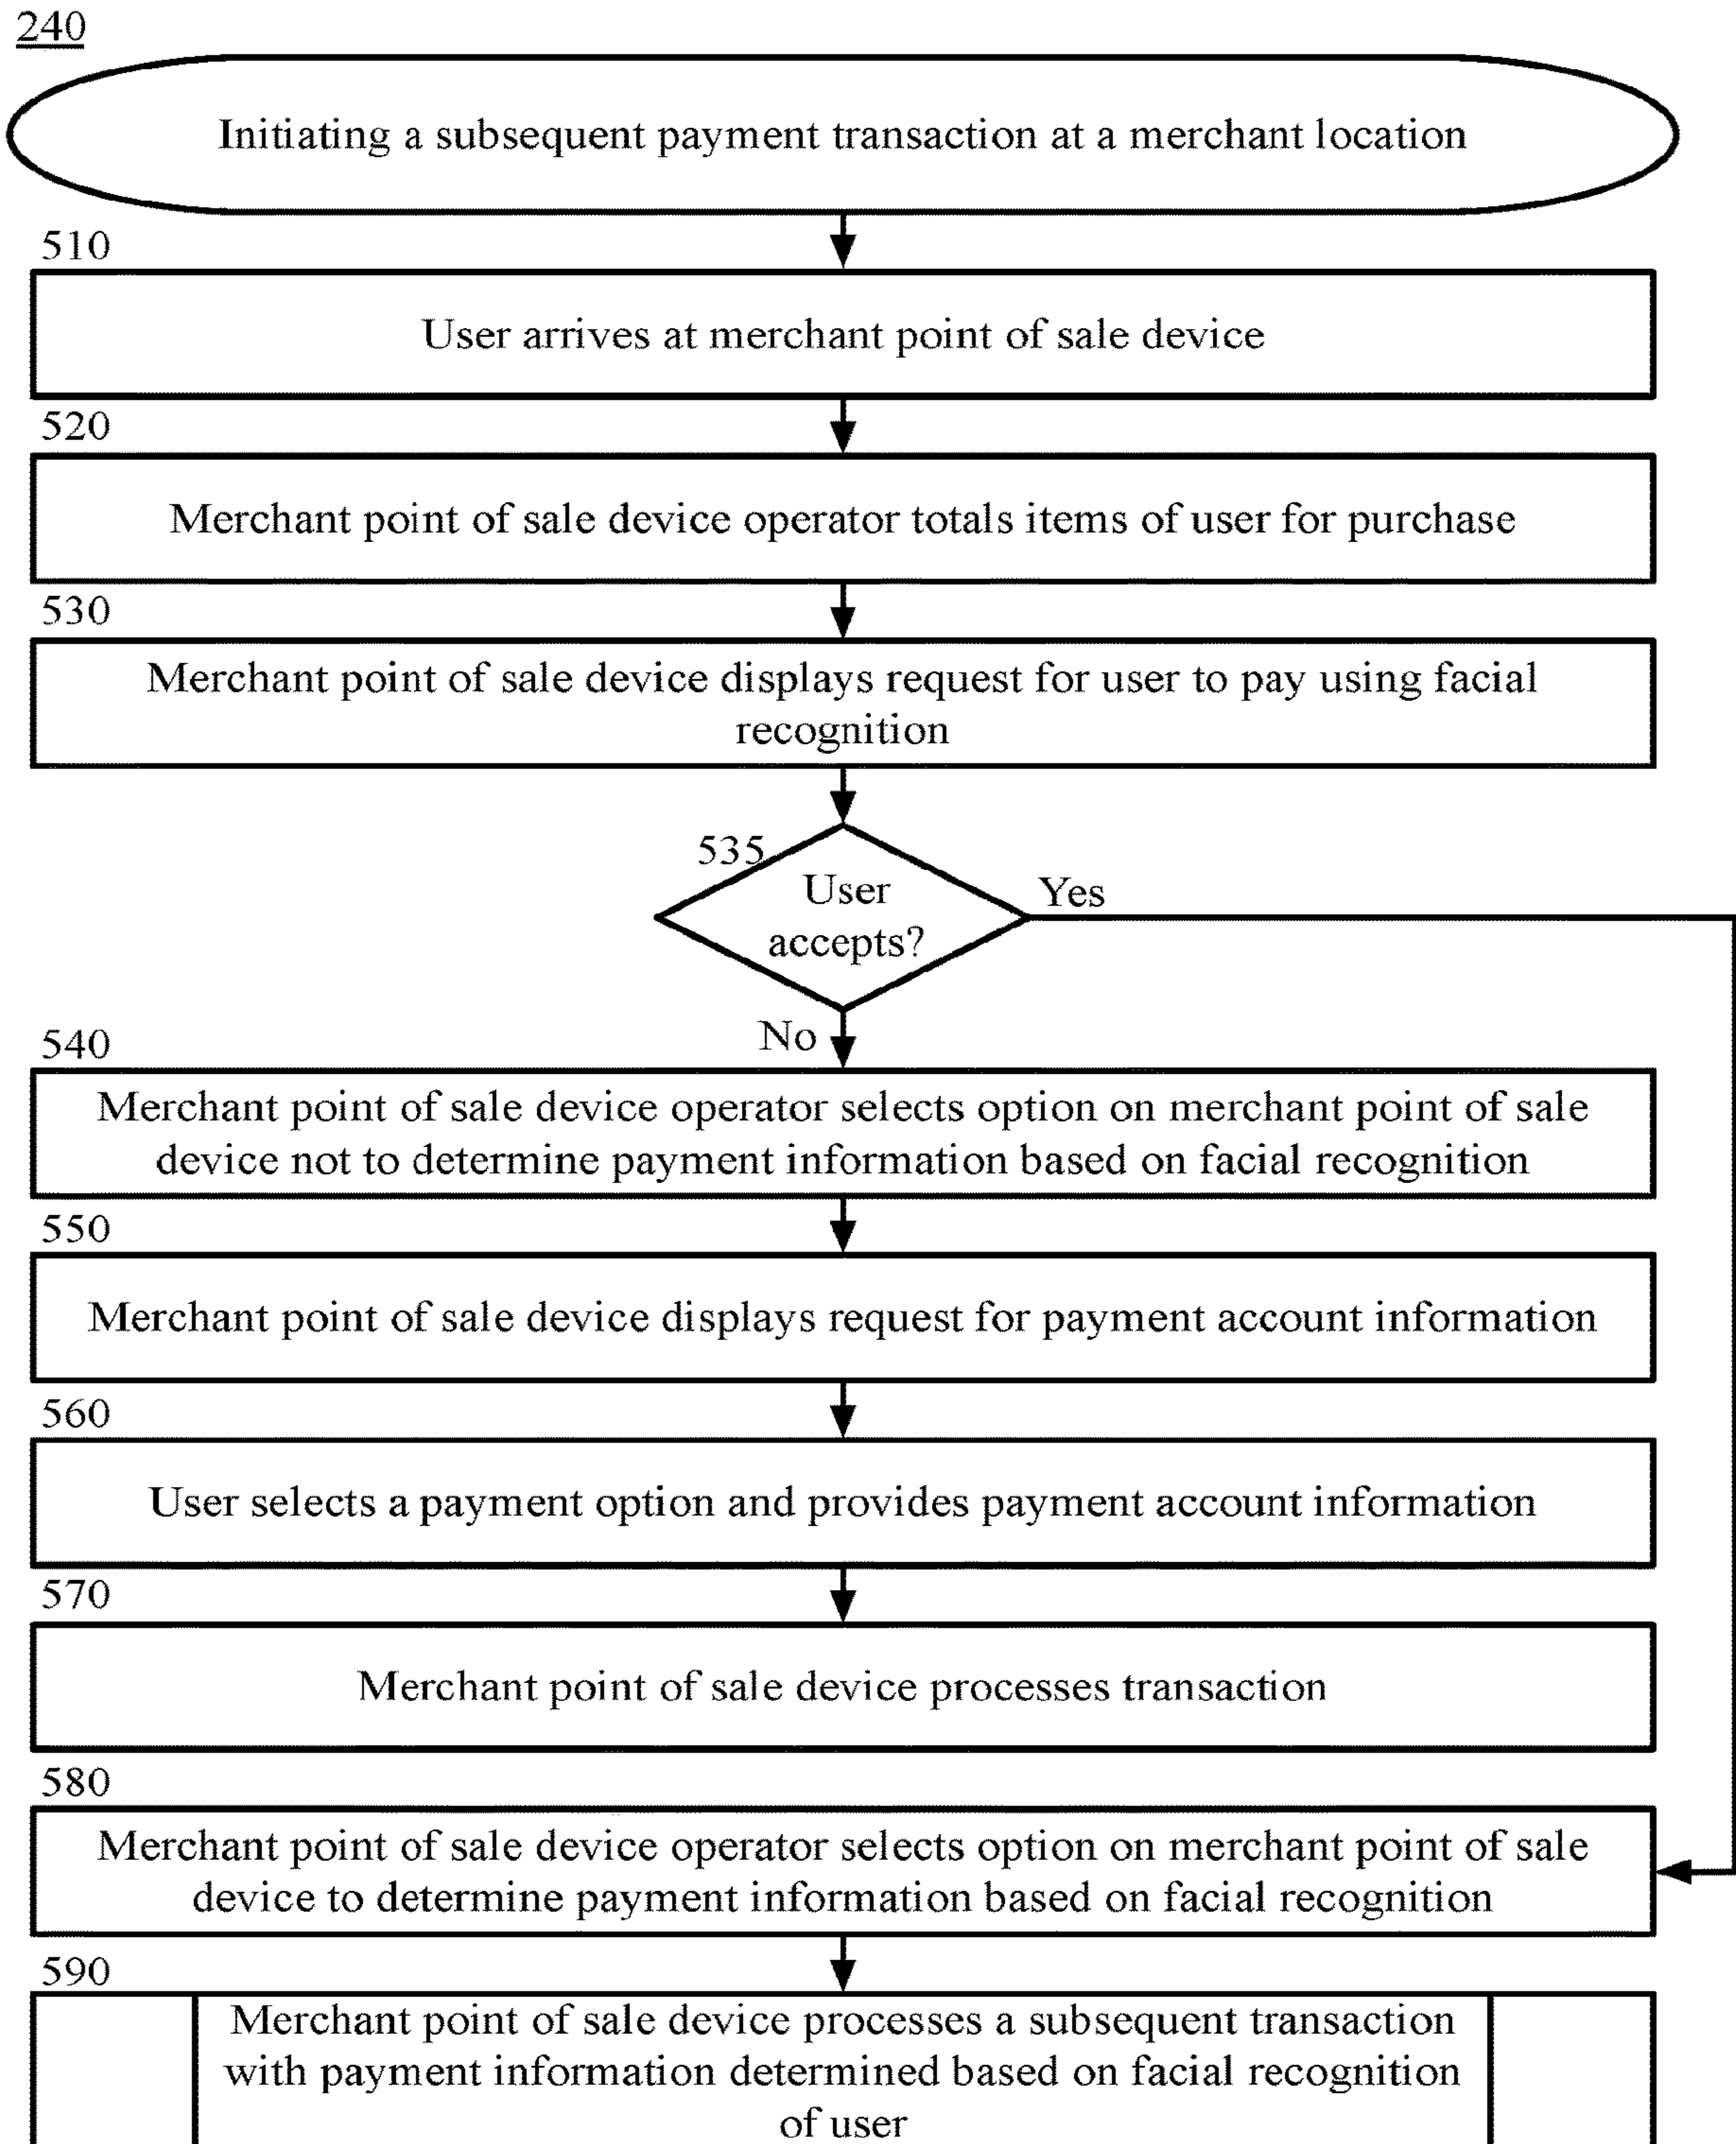 240
Initiating a subsequent payment transaction at a merchant location
510
User arrives at merchant point of sale device
520
Merchant point of sale device operator totals items of user for purchase
530
Merchant point of sale device displays request for user to pay using facial
recognition
535
User
accepts?
Yes
No
540
Merchant point of sale device operator selects option on merchant point of sale
device not to determine payment information based on facial recognition
550
Merchant point of sale device displays request for payment account information
560
User selects a payment option and provides payment account information
570
Merchant point of sale device processes transaction
580
Merchant point of sale device operator selects option on merchant point of sale
device to determine payment information based on facial recognition
590
Merchant point of sale device processes a subsequent transaction
with payment information determined based on facial recognition
of user